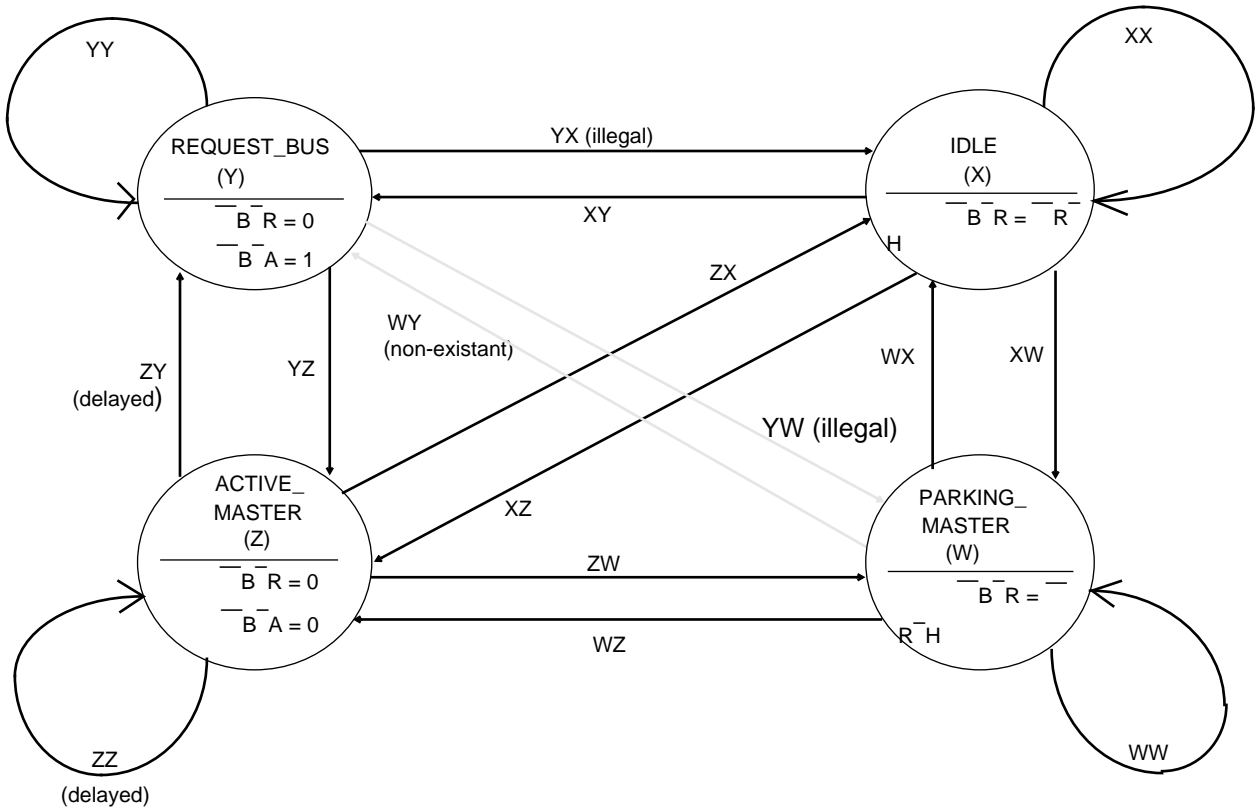 YY
XX
REQUEST_BUS
(Y)
B R = 0
B A = 1
YX (illegal)
XY
IDLE
(X)
B R = R
H
ZX
WY
(non-existant)
WX
XW
ZY
(delayed)
YZ
YW (illegal)
XZ
ACTIVE_
MASTER
(Z)
B R = 0
B A = 0
ZW
WZ
PARKING_
MASTER
(W)
B R =
R H
ZZ
(delayed)
WW